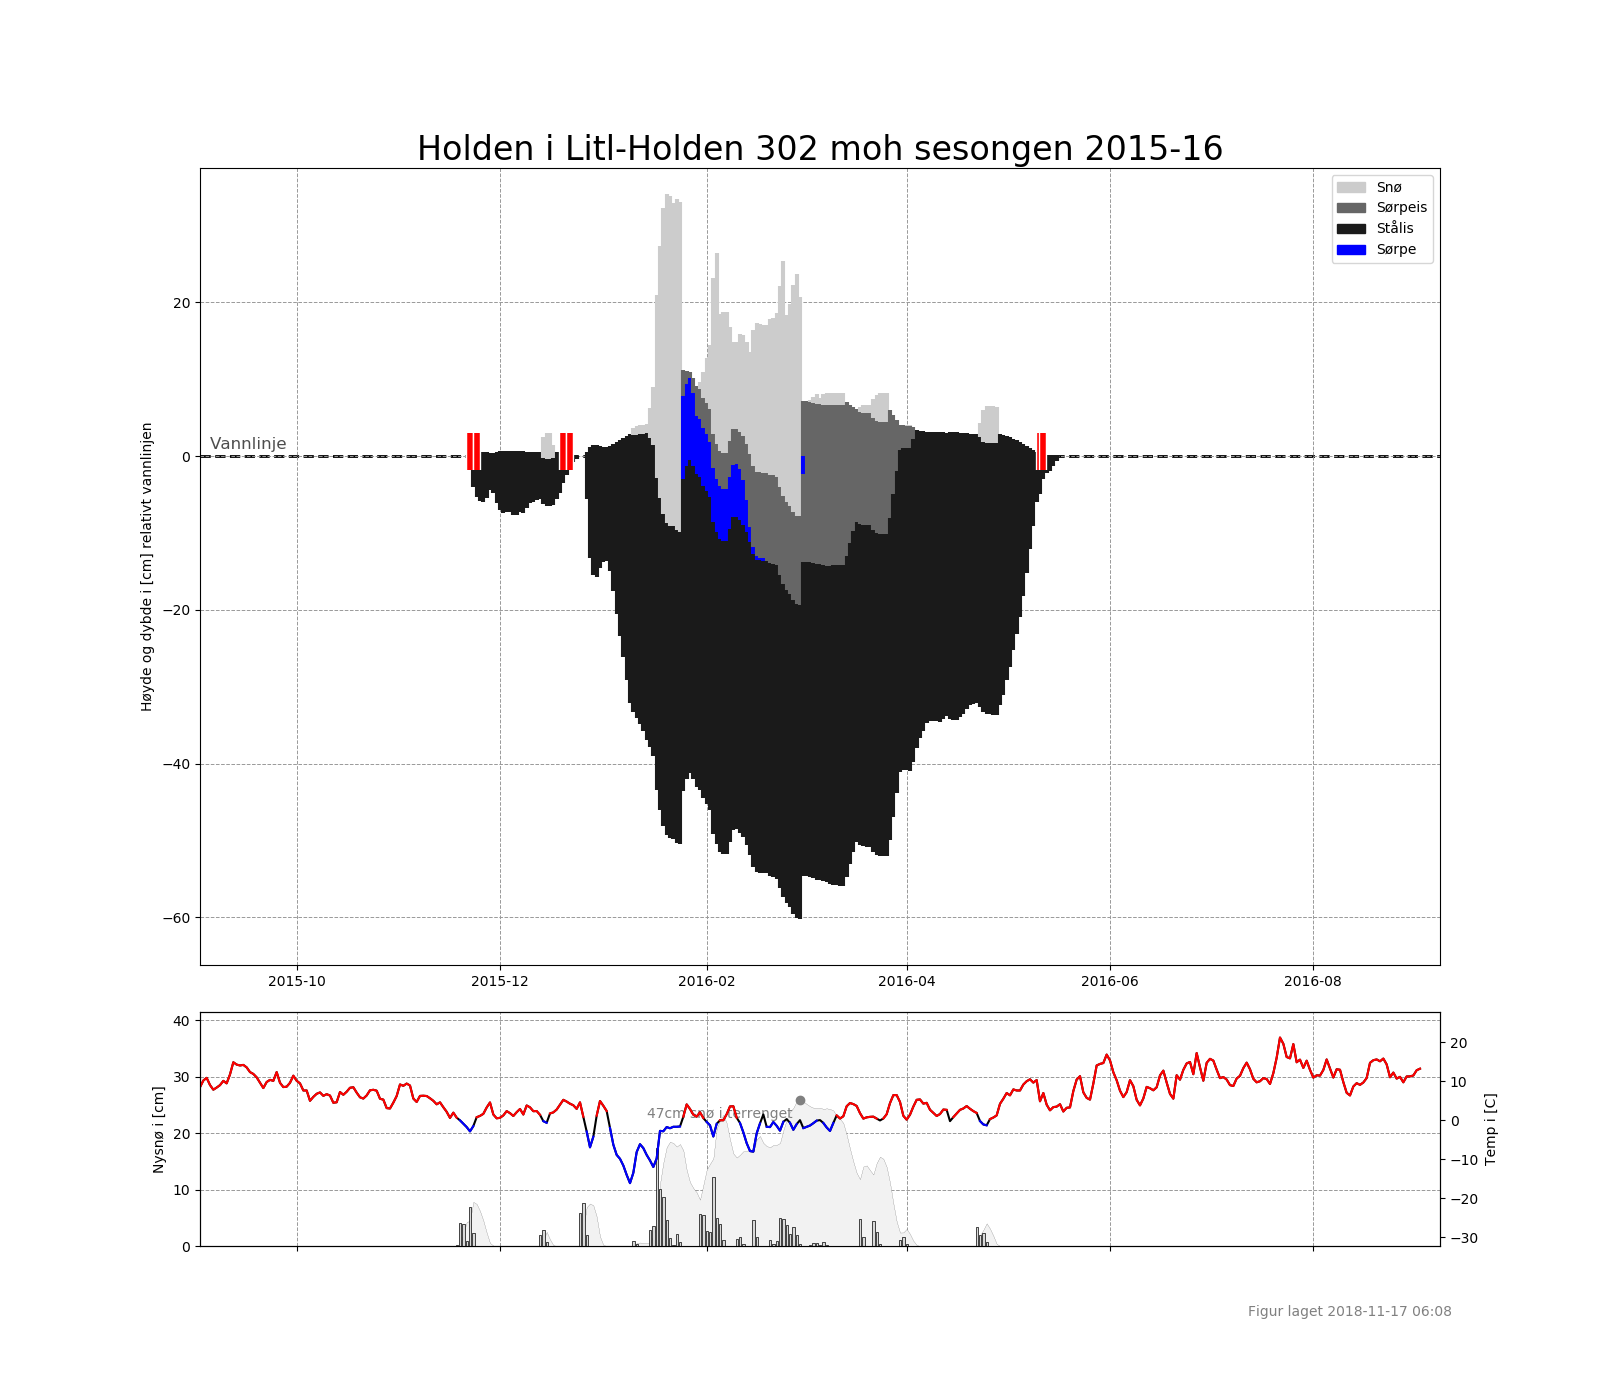 Holden i Litl-Holden 302 moh sesongen 2015-16
Snø
Sørpeis
Stålis
Sørpe
Høyde og dybde i [cm] relativt vannlinjen
20
0
−20
−40
−60
Vannlinje
2015-10
2015-12
2016-02
2016-04
2016-06
2016-08
Nysnø i [cm]
40
30
20
10
0
47cm snø i terrenget
20
10
0
−10
−20
−30
Temp i [C]
Figur laget 2018-11-17 06:08